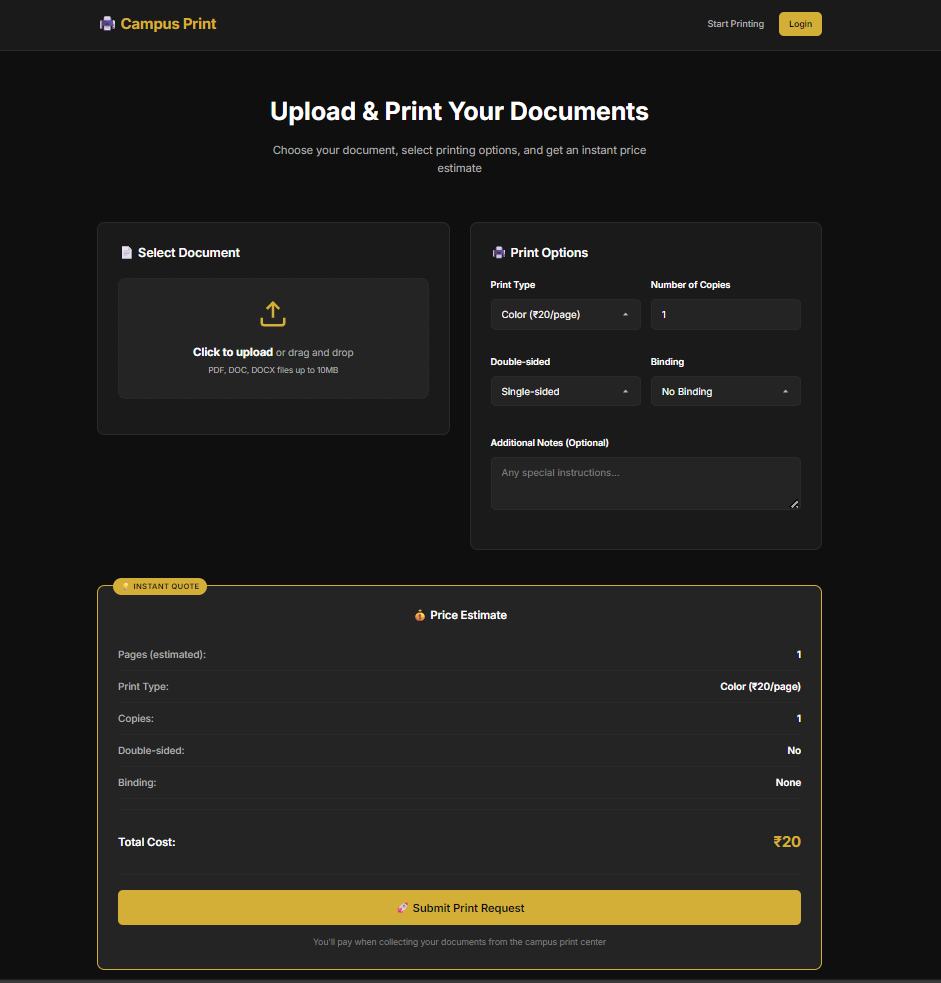 Campus Print
Start Printing
Login
Upload & Print Your Documents
Choose your document, select printing options, and get an instant price
estimate
Select Document
Click to upload or drag and drop
PDF, DOC, DOCX files up to 10MB
Print Options
Print Type
Number of Copies
Color (₹20/page)
1
Double-sided
Binding
Single-sided
No Binding
Additional Notes (Optional)
Any special instructions...
INSTANT QUOTE
Price Estimate
Pages (estimated): 1
Print Type: Color (₹20/page)
Copies: 1
Double-sided: No
Binding: None
Total Cost: ₹20
Submit Print Request
You'll pay when collecting your documents from the campus print center